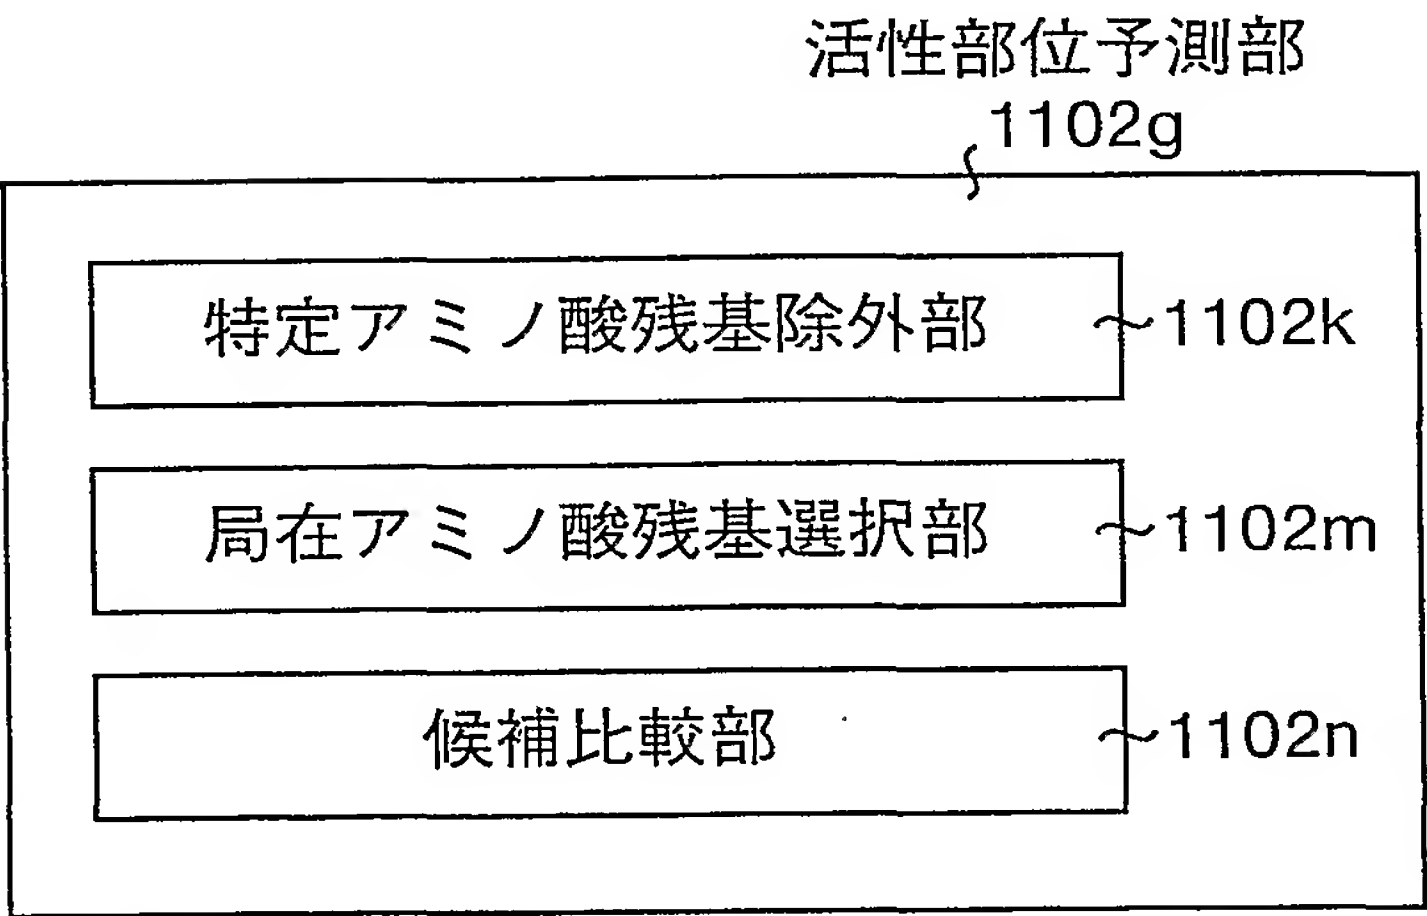 活性部位予測部
1102g
特定アミノ酸残基除外部 1102k
局在アミノ酸残基選択部 1102m
候補比較部 1102n